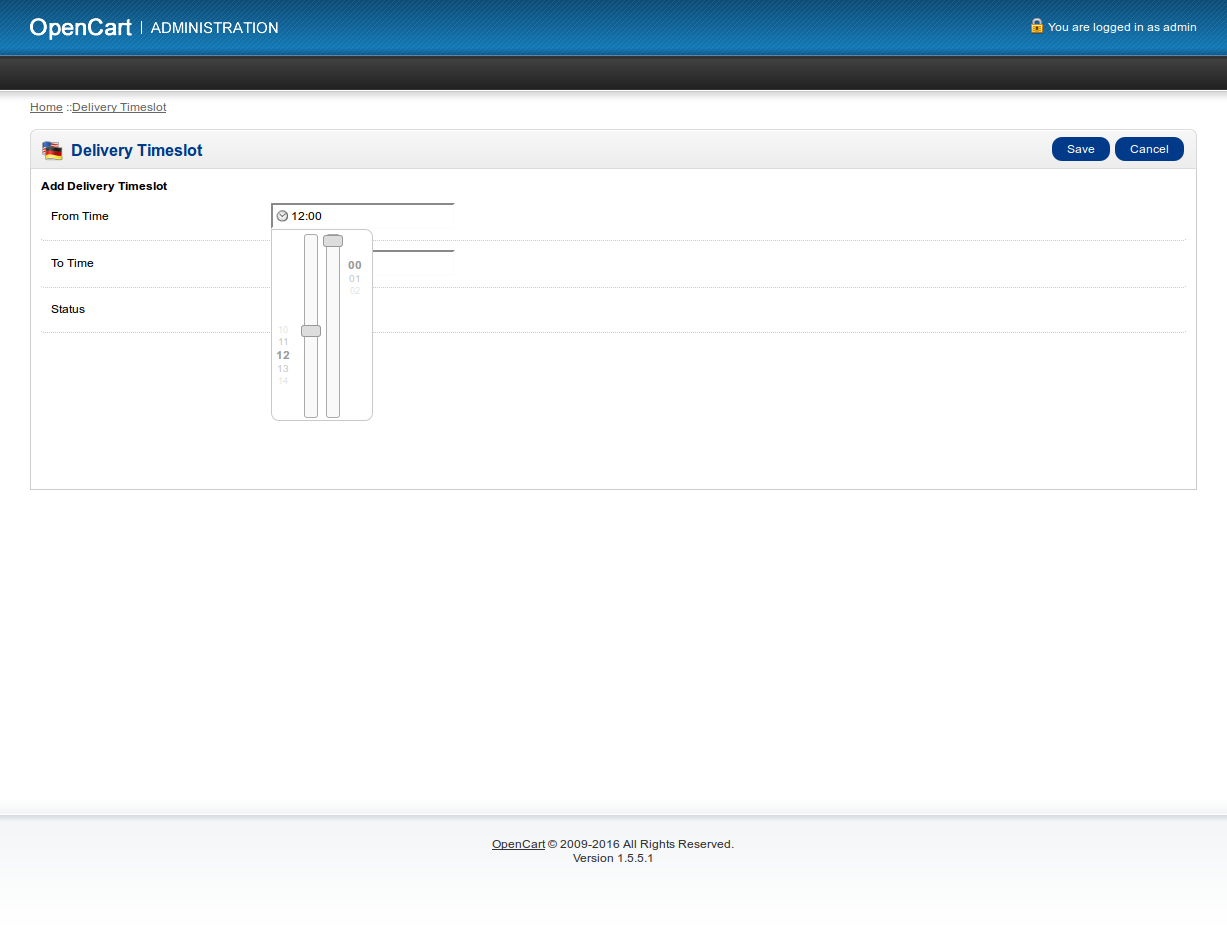 OpenCart | ADMINISTRATION
You are logged in as admin
Home ::Delivery Timeslot
Delivery Timeslot
Save
Cancel
Add Delivery Timeslot
From Time
12:00
To Time
00
01
02
Status
10
11
12
13
14
OpenCart © 2009-2016 All Rights Reserved.
Version 1.5.5.1